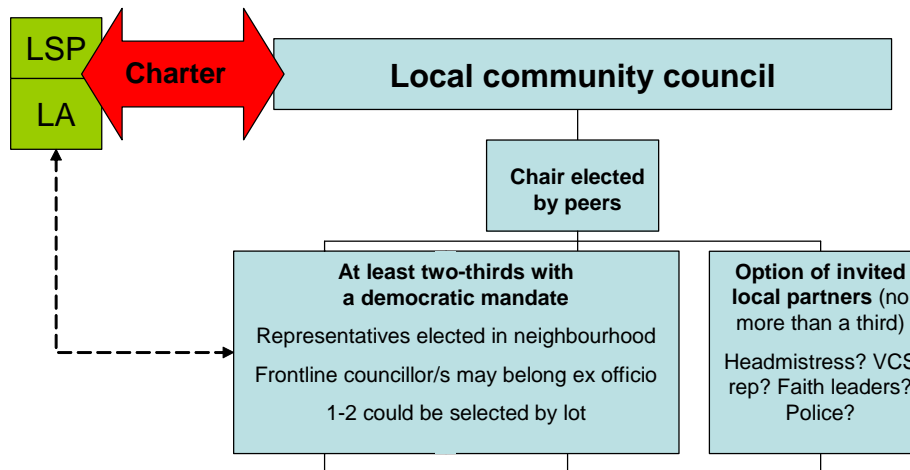 LSP
LA
Charter
Local community council
Chair elected
by peers
At least two-thirds with
a democratic mandate
Representatives elected in neighbourhood
Frontline councillor/s may belong ex officio
1-2 could be selected by lot
Option of invited
local partners (no
more than a third)
Headmistress? VCS
rep? Faith leaders?
Police?